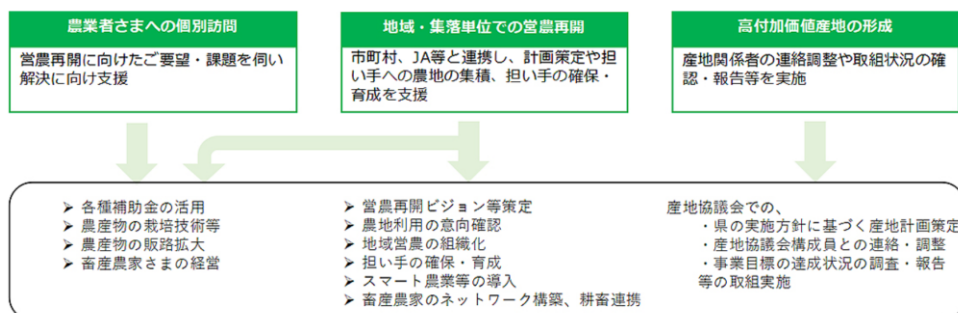 農業者さまへの個別訪問
営農再開に向けたご要望・課題を伺い
解決に向け支援
地域・集落単位での営農再開
市町村、JA等と連携し、計画策定や担
い手への農地の集積、担い手の確保・
育成を支援
高付加価値産地の形成
産地関係者の連絡調整や取組状況の確
認・報告等を実施
➢ 各種補助金の活用
➢ 農産物の栽培技術等
➢ 農産物の販路拡大
➢ 畜産農家さまの経営
➢ 営農再開ビジョン等策定
➢ 農地利用の意向確認
➢ 地域営農の組織化
➢ 担い手の確保・育成
➢ スマート農業等の導入
➢ 畜産農家のネットワーク構築、耕畜連携
産地協議会での、
・県の実施方針に基づく産地計画策定
・産地協議会構成員との連絡・調整
・事業目標の達成状況の調査・報告
等の取組実施